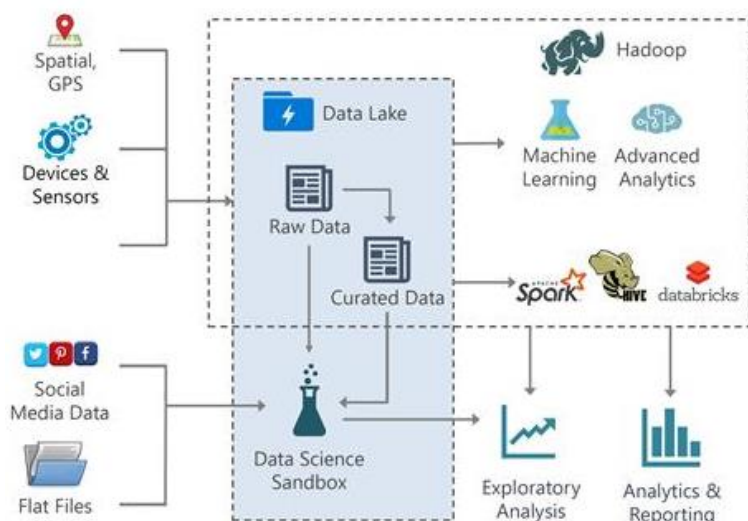 Spatial,
GPS
Devices &
Sensors
Social
Media Data
Flat Files
Data Lake
Raw Data
Curated Data
Data Science
Sandbox
Hadoop
Machine
Learning
Advanced
Analytics
APACHE
Spark
HIVE
databricks
Exploratory
Analysis
Analytics &
Reporting